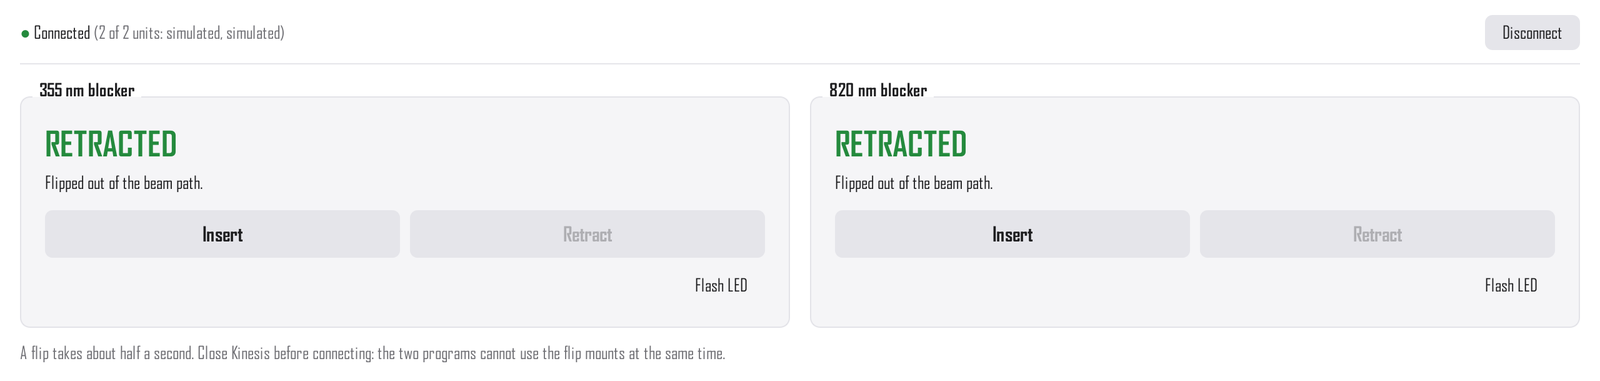 ● Connected (2 of 2 units: simulated, simulated)
Disconnect
355 nm blocker
RETRACTED
Flipped out of the beam path.
Insert
Retract
Flash LED
820 nm blocker
RETRACTED
Flipped out of the beam path.
Insert
Retract
Flash LED
A flip takes about half a second. Close Kinesis before connecting: the two programs cannot use the flip mounts at the same time.